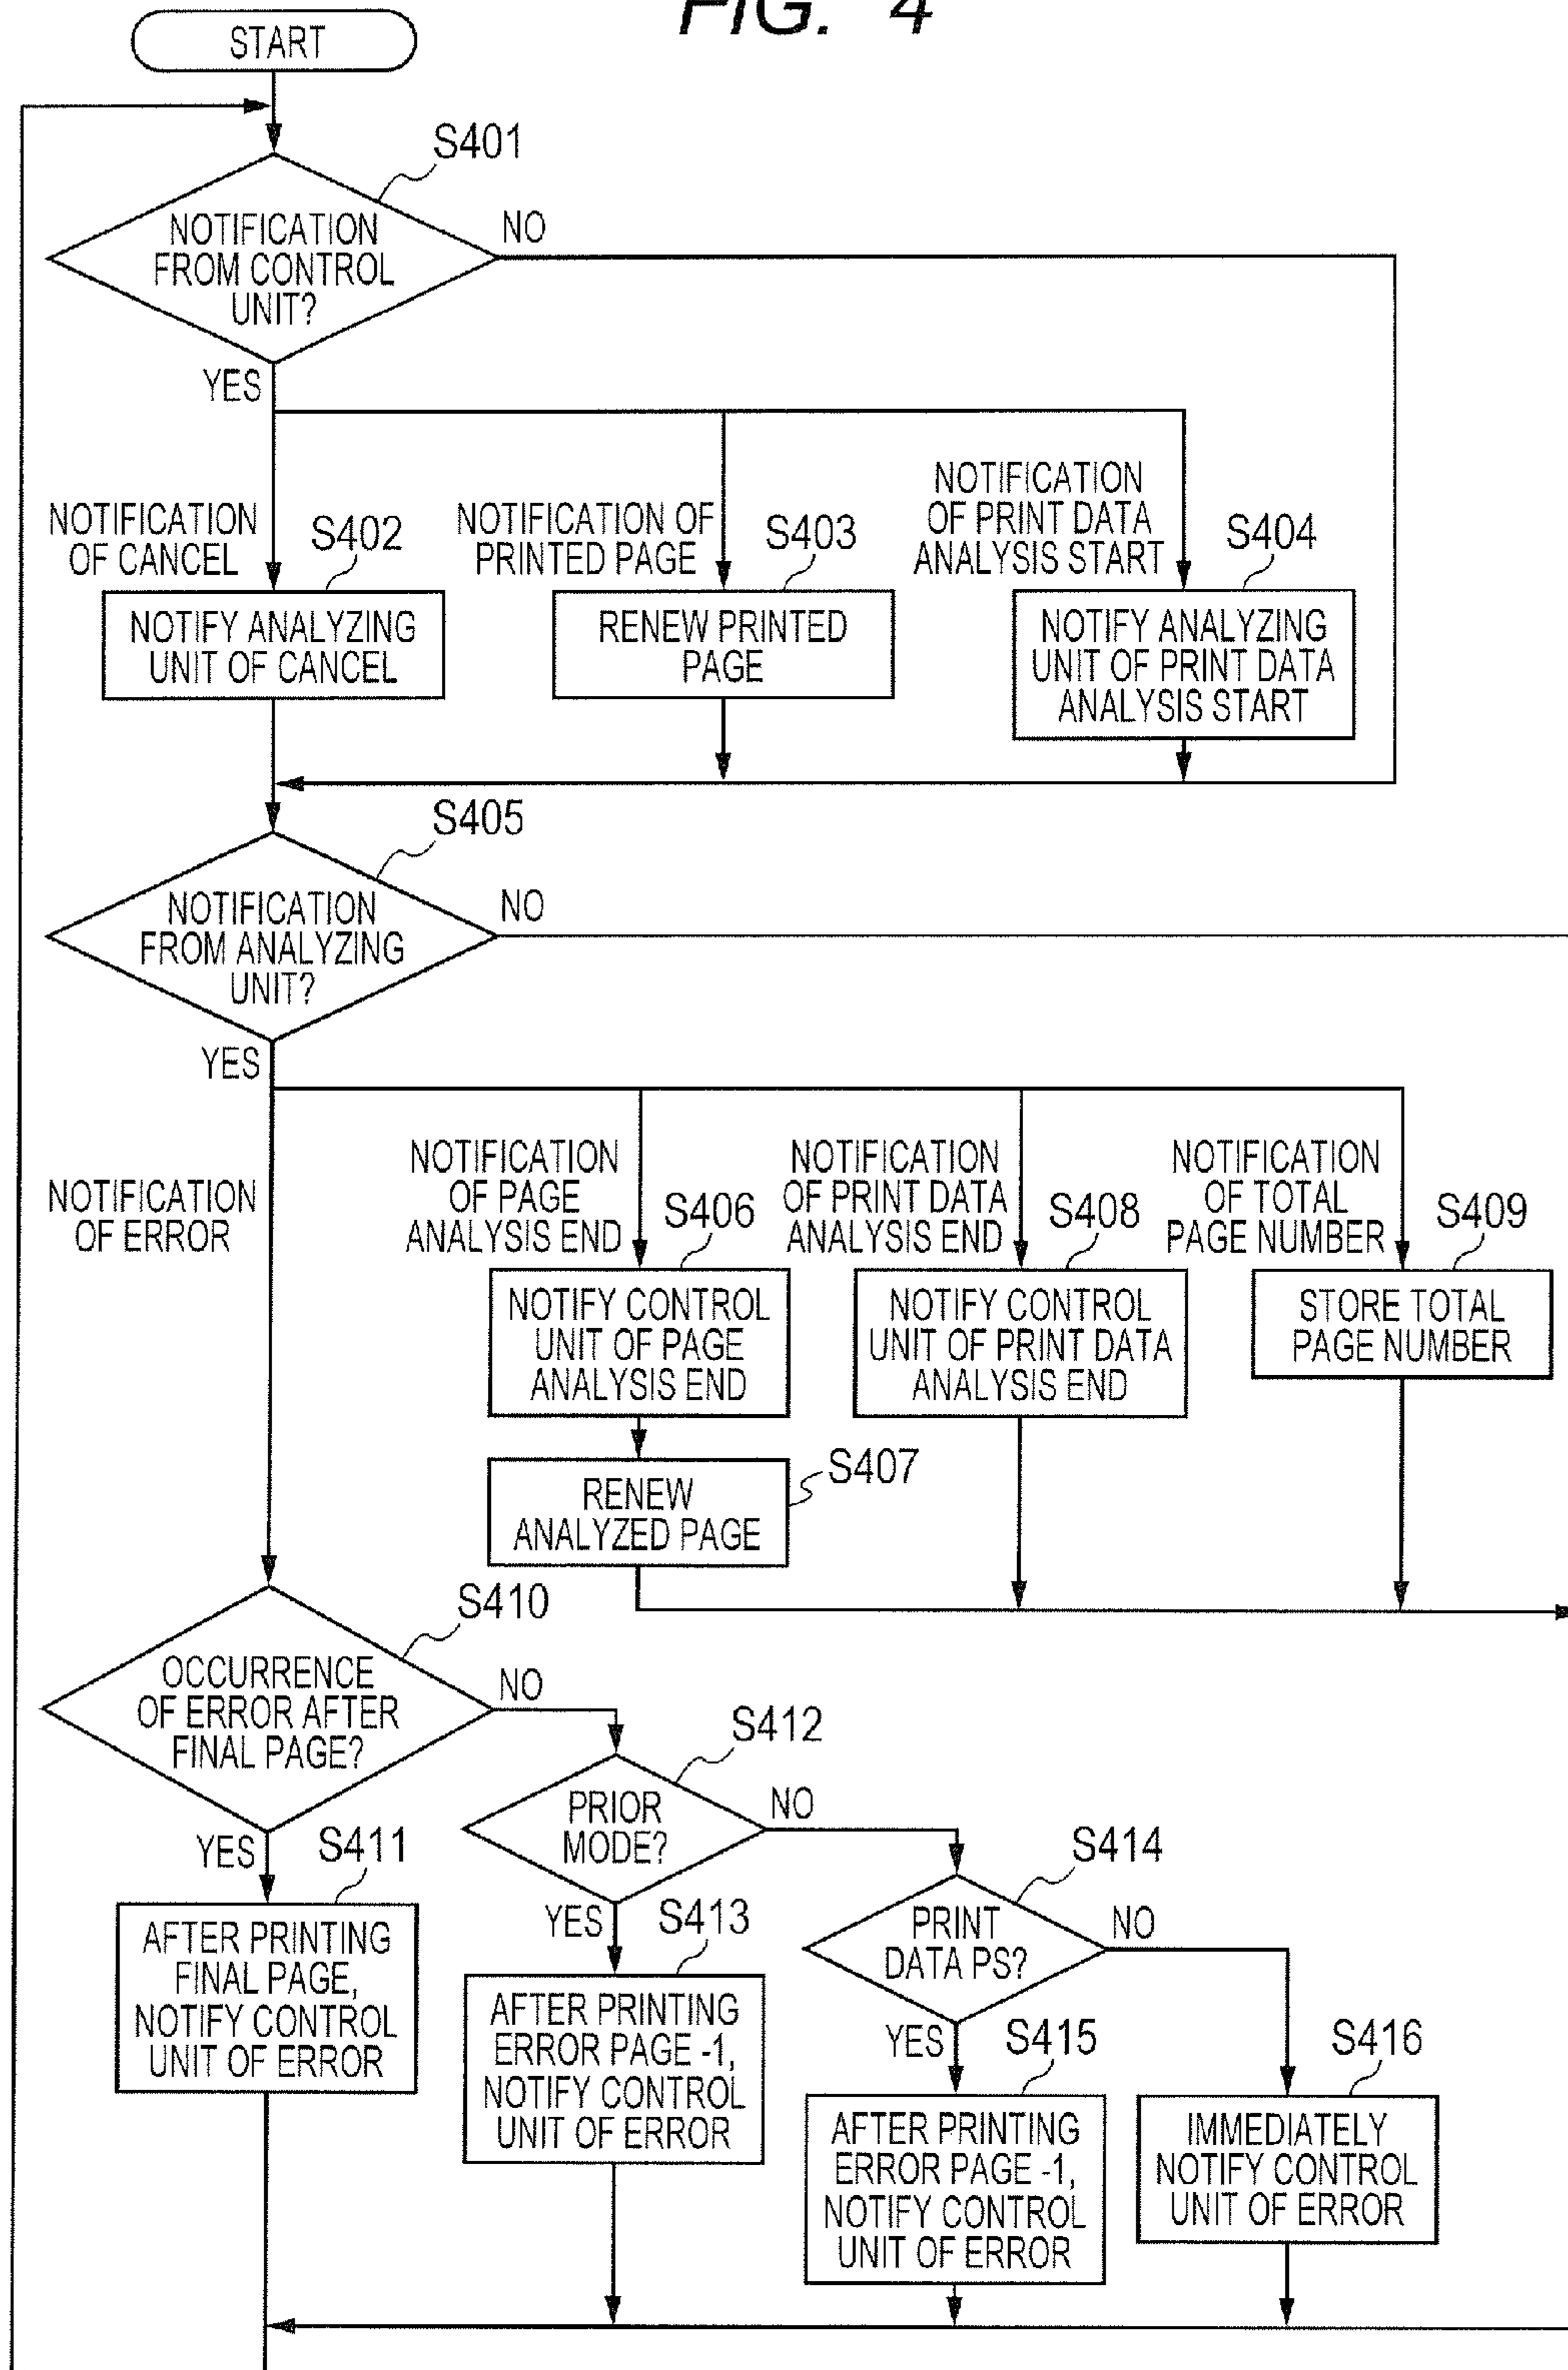 FIG. 4
START
S401
NOTIFICATION
FROM CONTROL
UNIT?
NO
YES
NOTIFICATION
OF CANCEL
S402
NOTIFY ANALYZING
UNIT OF CANCEL
NOTIFICATION OF
PRINTED PAGE
S403
RENEW PRINTED
PAGE
NOTIFICATION
OF PRINT DATA
ANALYSIS START
S404
NOTIFY ANALYZING
UNIT OF PRINT DATA
ANALYSIS START
S405
NOTIFICATION
FROM ANALYZING
UNIT?
NO
YES
NOTIFICATION
OF ERROR
NOTIFICATION
OF PAGE
ANALYSIS END
S406
NOTIFY CONTROL
UNIT OF PAGE
ANALYSIS END
S407
RENEW
ANALYZED PAGE
NOTIFICATION
OF PRINT DATA
ANALYSIS END
S408
NOTIFY CONTROL
UNIT OF PRINT DATA
ANALYSIS END
NOTIFICATION
OF TOTAL
PAGE NUMBER
S409
STORE TOTAL
PAGE NUMBER
S410
OCCURRENCE
OF ERROR AFTER
FINAL PAGE?
NO
YES
S411
AFTER PRINTING
FINAL PAGE,
NOTIFY CONTROL
UNIT OF ERROR
S412
PRIOR
MODE?
NO
YES
S413
AFTER PRINTING
ERROR PAGE -1,
NOTIFY CONTROL
UNIT OF ERROR
S414
PRINT
DATA PS?
NO
YES
S415
AFTER PRINTING
ERROR PAGE -1,
NOTIFY CONTROL
UNIT OF ERROR
S416
IMMEDIATELY
NOTIFY CONTROL
UNIT OF ERROR